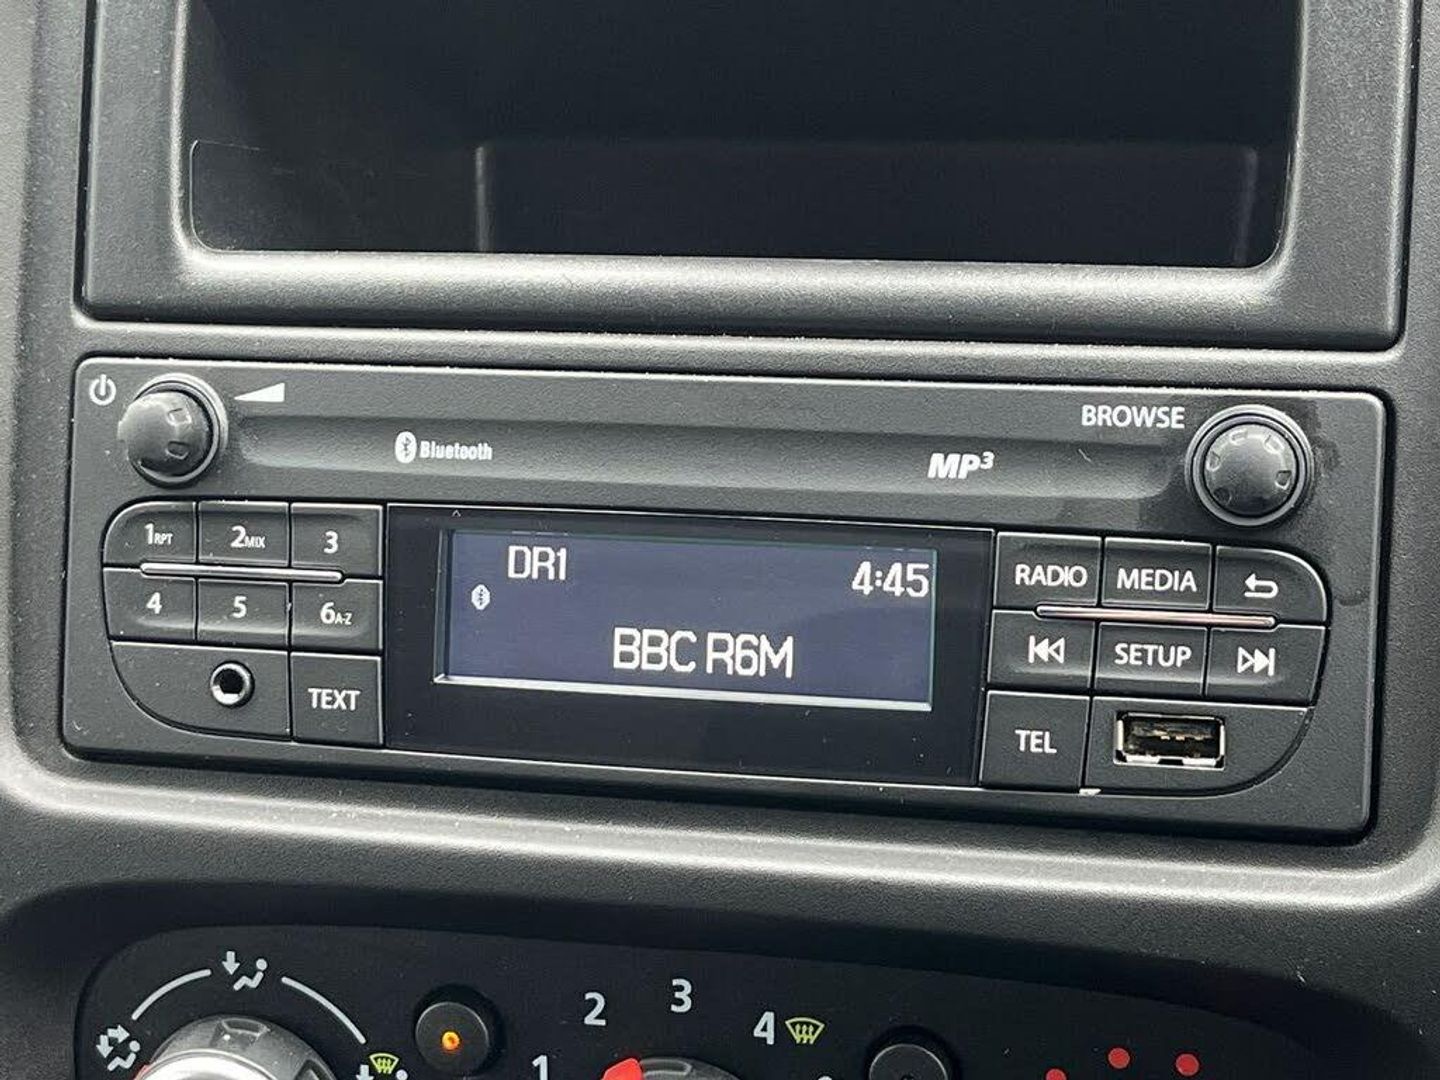 BROWSE
Bluetooth
MP3
1RPT 2MIX 3
DR1
4:45
RADIO MEDIA
4 5 6A-Z
BBC R6M
SETUP
TEXT
TEL
2 3 4
1